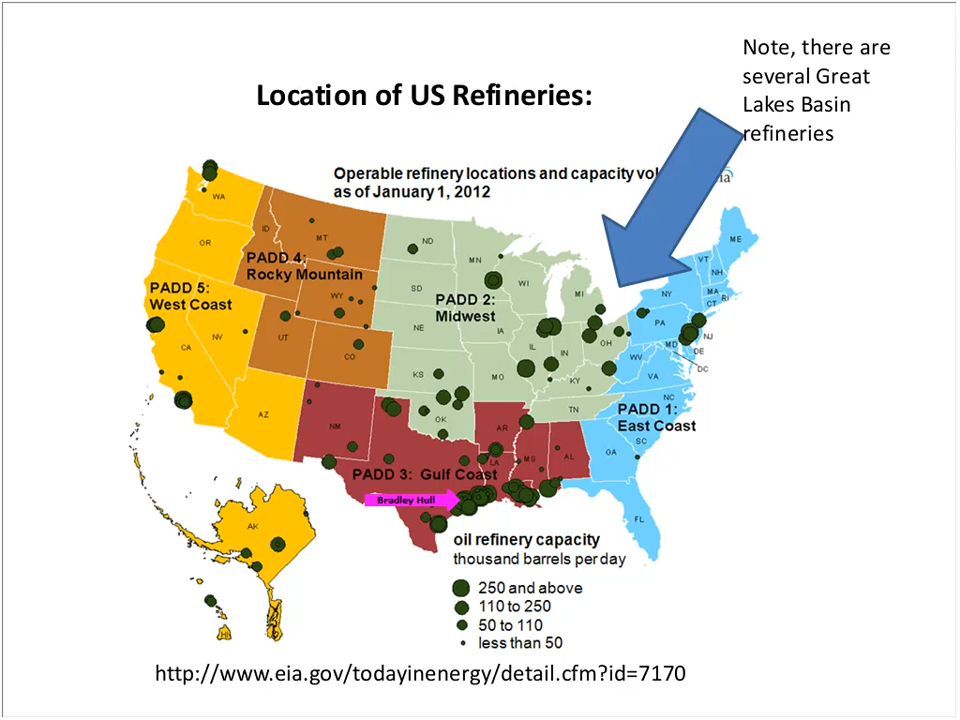 Note, there are
several Great
Lakes Basin
refineries
Location of US Refineries:
Operable refinery locations and capacity
as of January 1, 2012
WA
OR
ID
MT
ND
MN
WI
MI
ME
VT
NH
MA
CT
RI
NY
PA
NJ
MD
DE
DC
PADD 4:
Rocky Mountain
PADD 5:
West Coast
PADD 2:
Midwest
SD
WY
NE
IA
IL
IN
OH
WV
VA
NV
UT
CA
CO
KS
MO
KY
NC
TN
PADD 1:
East Coast
SC
AZ
NM
OK
AR
LA
MS
AL
GA
PADD 3: Gulf Coast
Bradley Hull
FL
AK
HI
oil refinery capacity
thousand barrels per day
250 and above
110 to 250
50 to 110
less than 50
http://www.eia.gov/todayinenergy/detail.cfm?id=7170